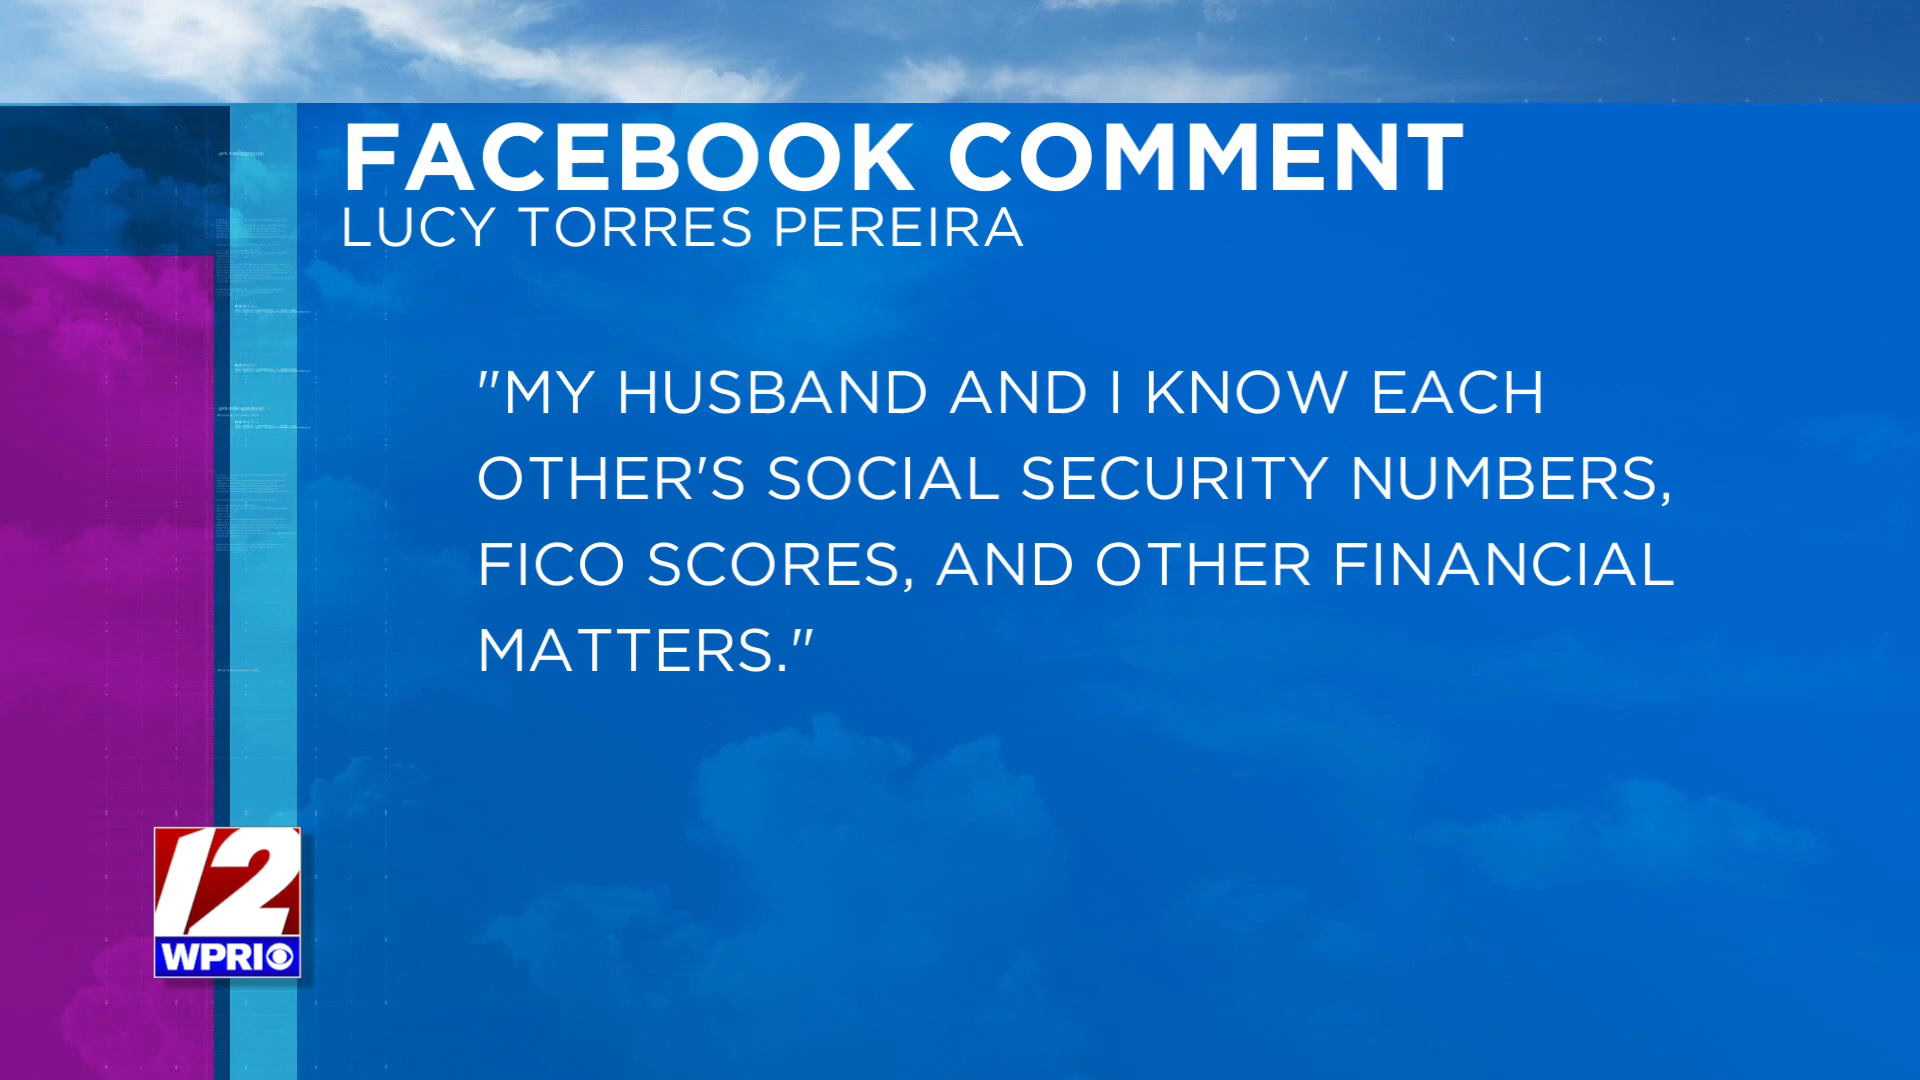 FACEBOOK COMMENT
LUCY TORRES PEREIRA
"MY HUSBAND AND I KNOW EACH
OTHER'S SOCIAL SECURITY NUMBERS,
FICO SCORES, AND OTHER FINANCIAL
MATTERS."
12
WPRI